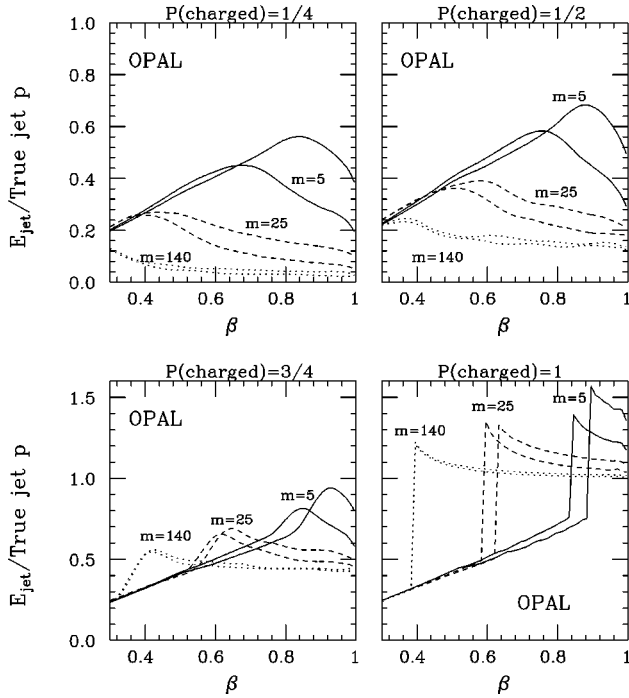 P(charged)=1/4
P(charged)=1/2
E_jet/True jet p
1.0
0.8
0.6
0.4
0.2
0.0
OPAL
m=5
m=25
m=140
OPAL
m=5
m=25
m=140
0.4 0.6 0.8 1
β
0.4 0.6 0.8 1
β
P(charged)=3/4
P(charged)=1
E_jet/True jet p
1.5
1.0
0.5
0.0
OPAL
m=5
m=25
m=140
m=5
m=25
m=140
OPAL
0.4 0.6 0.8 1
β
0.4 0.6 0.8 1
β